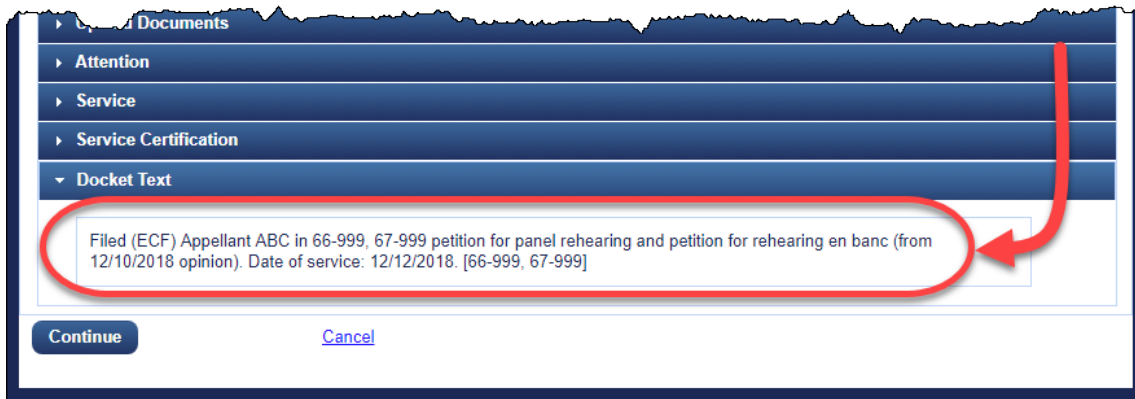 Documents
Attention
Service
Service Certification
Docket Text
Filed (ECF) Appellant ABC in 66-999, 67-999 petition for panel rehearing and petition for rehearing en banc (from
12/10/2018 opinion). Date of service: 12/12/2018. [66-999, 67-999]
Continue Cancel